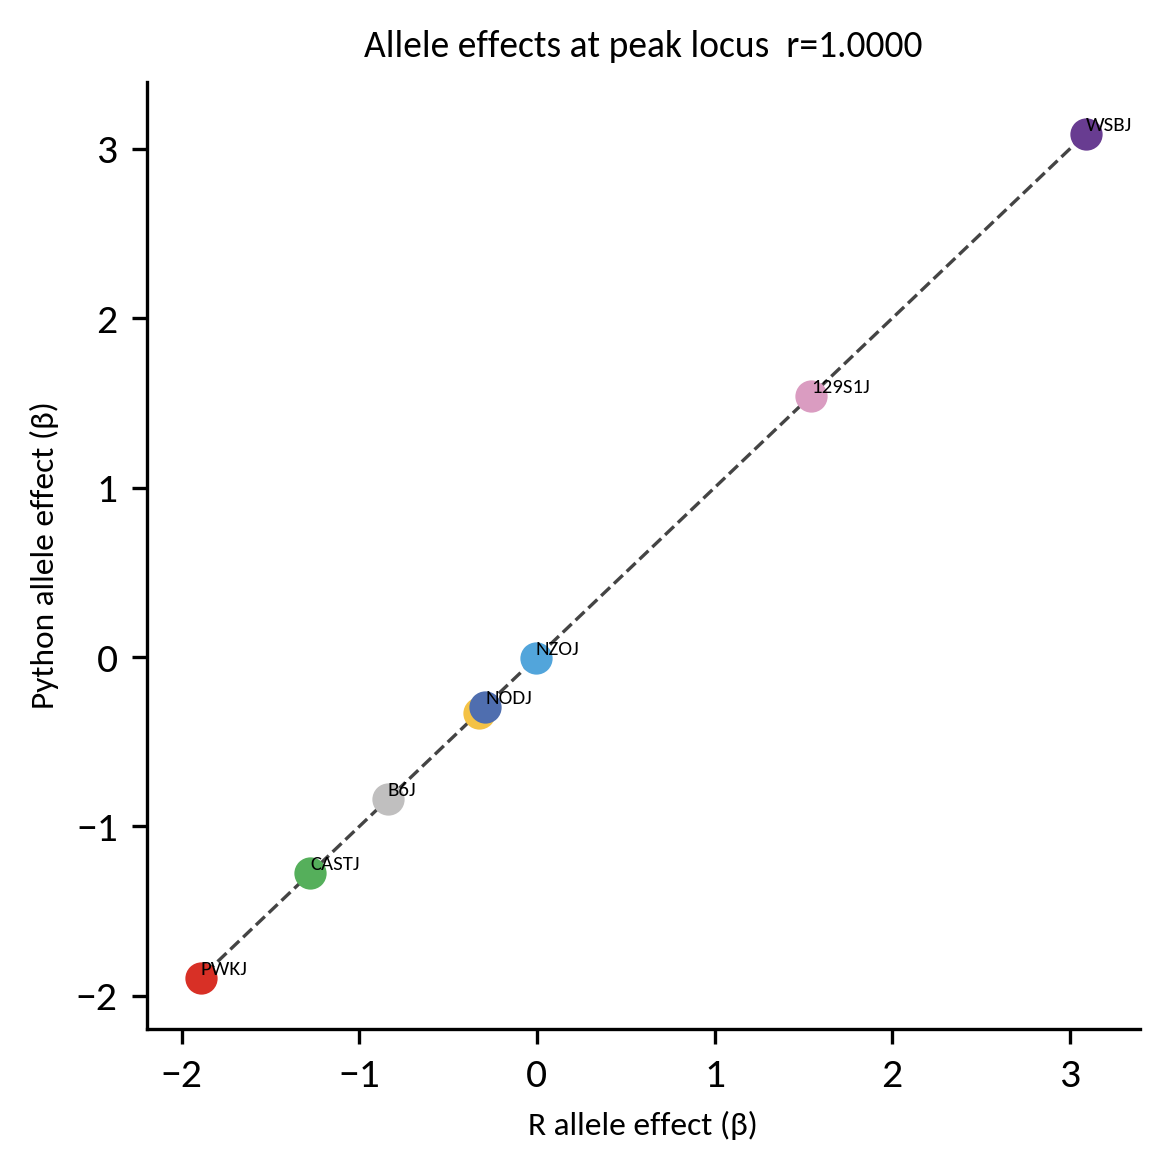 Allele effects at peak locus  r=1.0000
Python allele effect (β)
3
2
1
0
−1
−2
WSBJ
129S1J
NZOJ
NODJ
B6J
CASTJ
PWKJ
−2
−1
0
1
2
3
R allele effect (β)